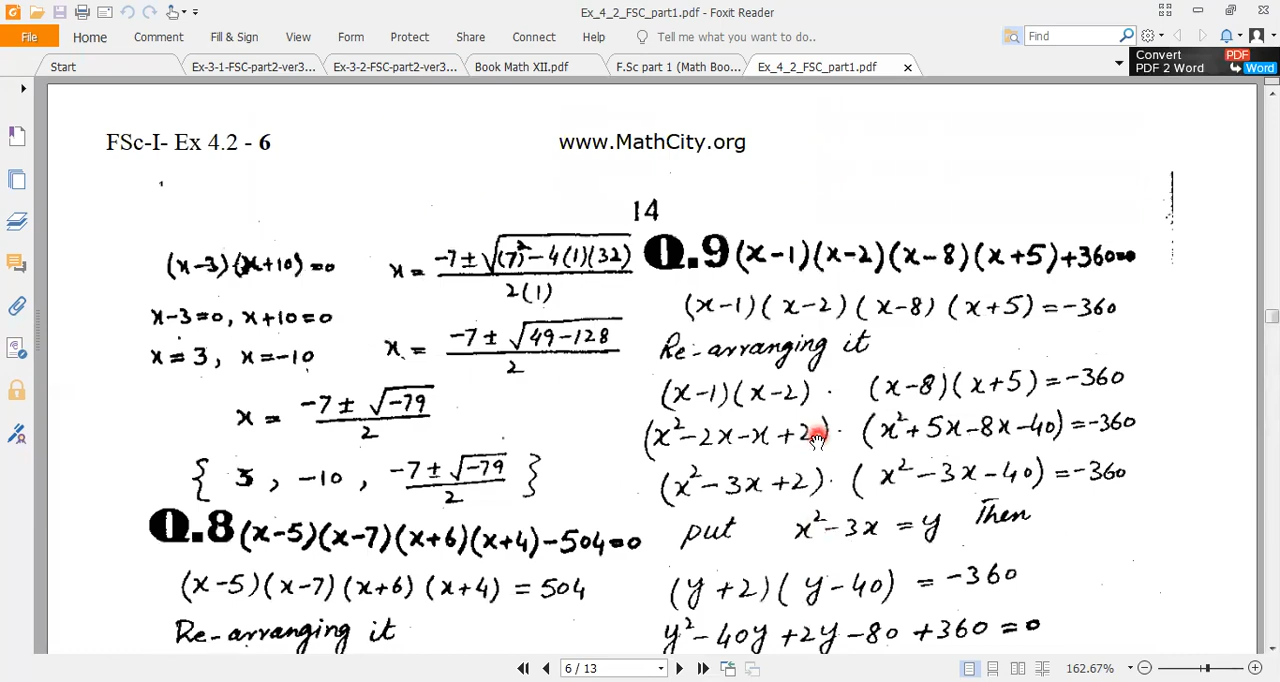 Ex_4_2_FSC_part1.pdf - Foxit Reader
File Home Comment Fill & Sign View Form Protect Share Connect Help Tell me what you want to do.. Find
Start Ex-3-1-FSC-part2-ver3... Ex-3-2-FSC-part2-ver3... Book Math II.pdf F.Sc part 1 (Math Boo... Ex_4_2_FSC_part1.pdf
Convert PDF
PDF 2 Word Word
FSc-I- Ex 4.2 - 6 www.MathCity.org
14
(x-3)(x+10)=0
x-3=0, x+10=0
x=3, x=-10
x = (-7 ± √((7)² - 4(1)(32))) / 2(1)
x = (-7 ± √(49-128)) / 2
x = (-7 ± √-79) / 2
{ 3, -10, (-7 ± √-79) / 2 }
Q.8 (x-5)(x-7)(x+6)(x+4)-504=0
(x-5)(x-7)(x+6)(x+4) = 504
Re-arranging it
Q.9 (x-1)(x-2)(x-8)(x+5)+360=0
(x-1)(x-2)(x-8)(x+5) = -360
Re-arranging it
(x-1)(x-2) . (x-8)(x+5) = -360
(x²-2x-x+2) . (x²+5x-8x-40) = -360
(x²-3x+2) . (x²-3x-40) = -360
put x²-3x = y Then
(y+2)(y-40) = -360
y²-40y+2y-80+360=0
6 / 13 162.67%